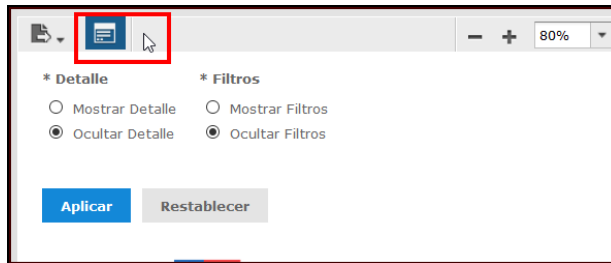 80%
* Detalle * Filtros
Mostrar Detalle Mostrar Filtros
Ocultar Detalle Ocultar Filtros
Aplicar Restablecer